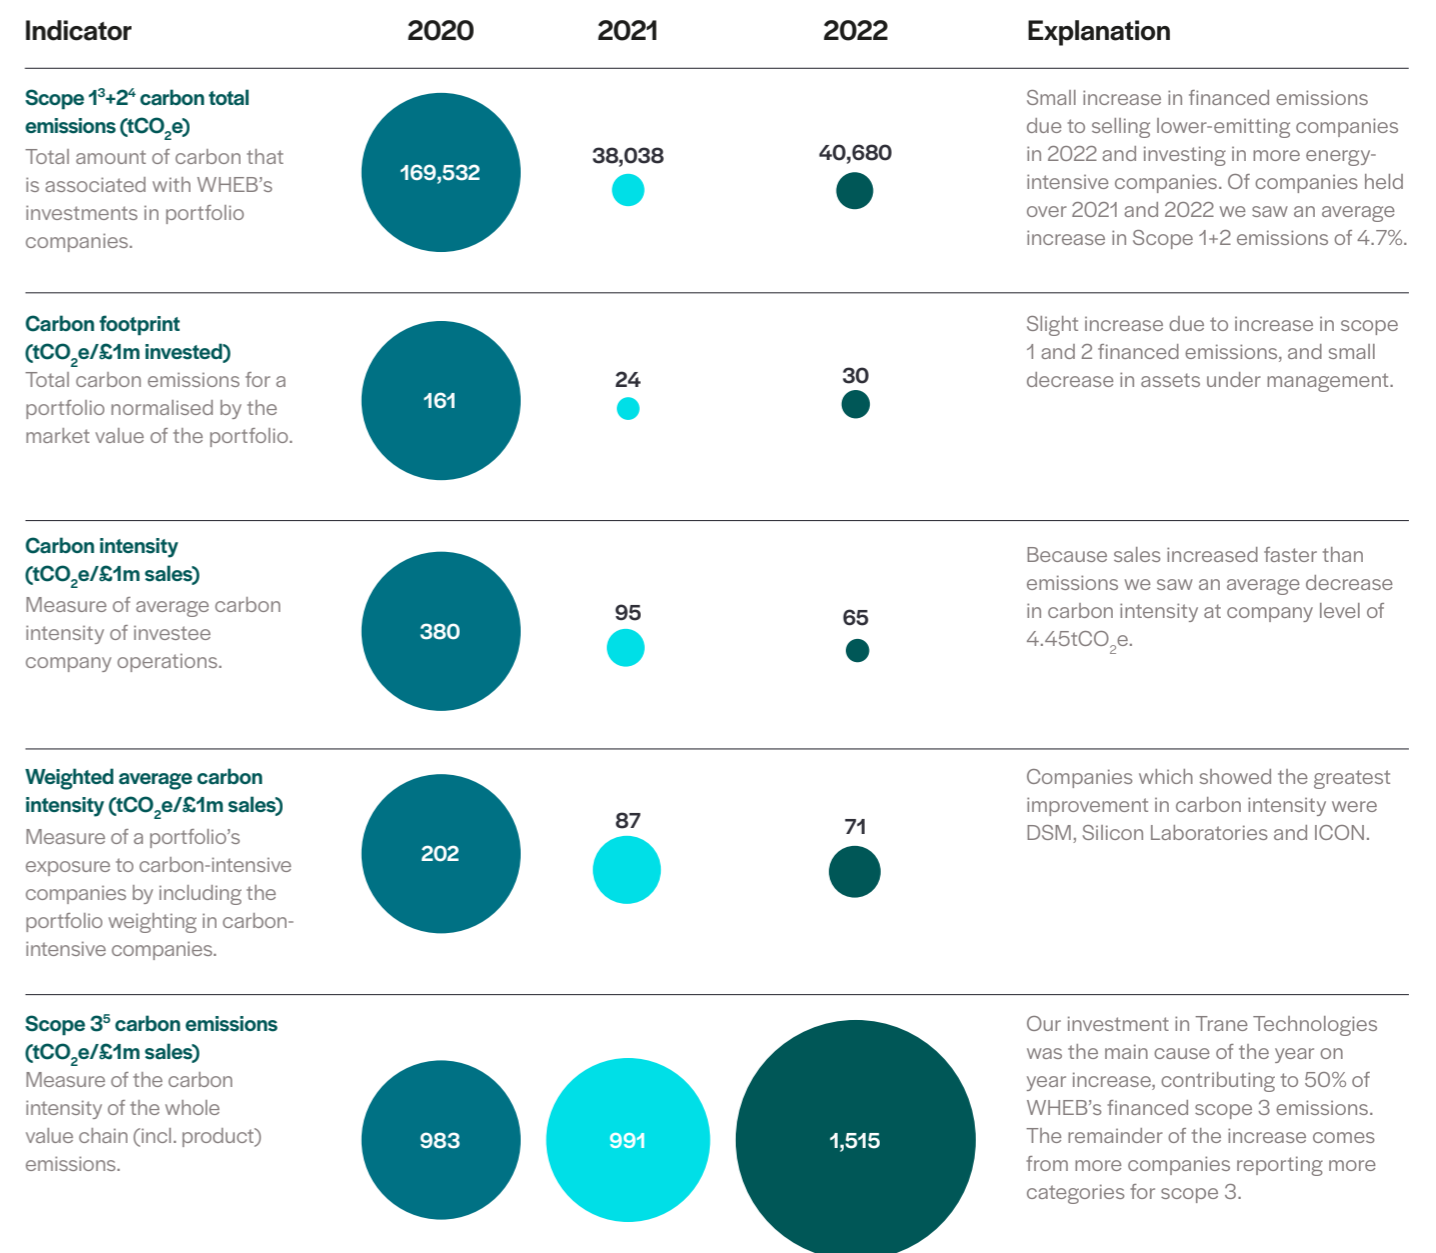 Indicator 2020 2021 2022 Explanation
Scope 1³+2⁴ carbon total
emissions (tCO₂e)
Total amount of carbon that
is associated with WHEB's
investments in portfolio
companies.
169,532
38,038
40,680
Small increase in financed emissions
due to selling lower-emitting companies
in 2022 and investing in more energy-
intensive companies. Of companies held
over 2021 and 2022 we saw an average
increase in Scope 1+2 emissions of 4.7%.
Carbon footprint
(tCO₂e/£1m invested)
Total carbon emissions for a
portfolio normalised by the
market value of the portfolio.
161
24
30
Slight increase due to increase in scope
1 and 2 financed emissions, and small
decrease in assets under management.
Carbon intensity
(tCO₂e/£1m sales)
Measure of average carbon
intensity of investee
company operations.
380
95
65
Because sales increased faster than
emissions we saw an average decrease
in carbon intensity at company level of
4.45tCO₂e.
Weighted average carbon
intensity (tCO₂e/£1m sales)
Measure of a portfolio's
exposure to carbon-intensive
companies by including the
portfolio weighting in carbon-
intensive companies.
202
87
71
Companies which showed the greatest
improvement in carbon intensity were
DSM, Silicon Laboratories and ICON.
Scope 3⁵ carbon emissions
(tCO₂e/£1m sales)
Measure of the carbon
intensity of the whole
value chain (incl. product)
emissions.
983
991
1,515
Our investment in Trane Technologies
was the main cause of the year on
year increase, contributing to 50% of
WHEB's financed scope 3 emissions.
The remainder of the increase comes
from more companies reporting more
categories for scope 3.